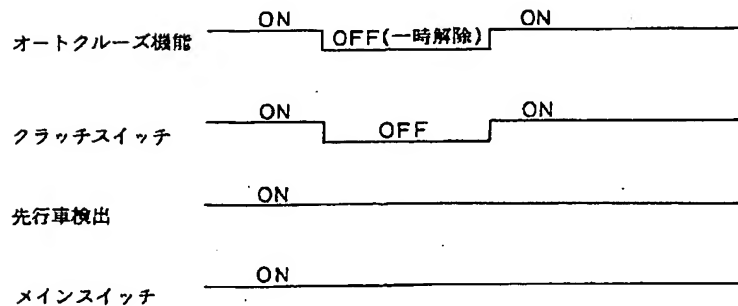 ON ON
オートクルーズ機能 OFF(一時解除)
ON ON
クラッチスイッチ OFF
ON
先行車検出
ON
メインスイッチ